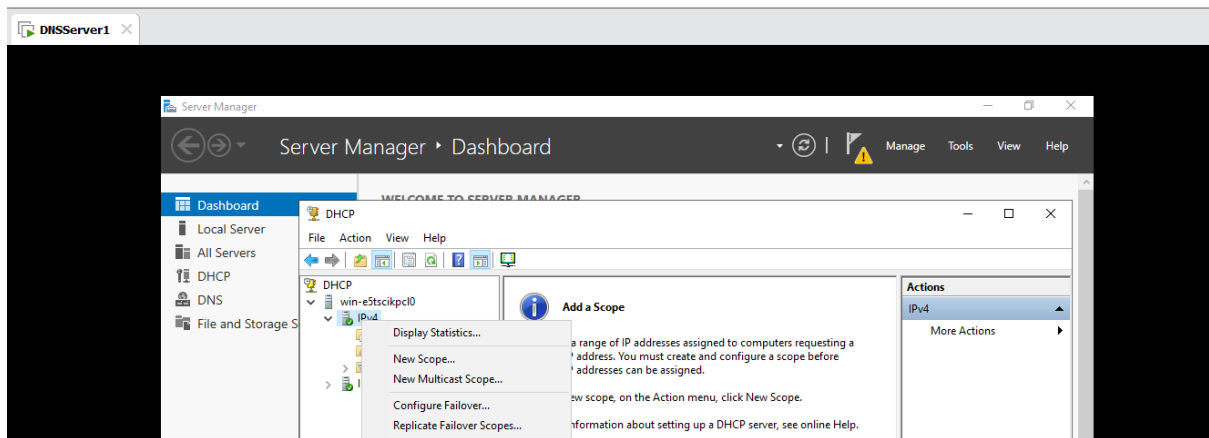 DNSServer1
Server Manager
Server Manager • Dashboard
Manage Tools View Help
Dashboard
Local Server
All Servers
DHCP
DNS
File and Storage S
WELCOME TO SERVER MANAGER
DHCP
File Action View Help
DHCP
win-e5tscikpcl0
IPv4
Display Statistics...
New Scope...
New Multicast Scope...
Configure Failover...
Replicate Failover Scopes...
Add a Scope
a range of IP addresses assigned to computers requesting a
address. You must create and configure a scope before
addresses can be assigned.
ew scope, on the Action menu, click New Scope.
nformation about setting up a DHCP server, see online Help.
Actions
IPv4
More Actions